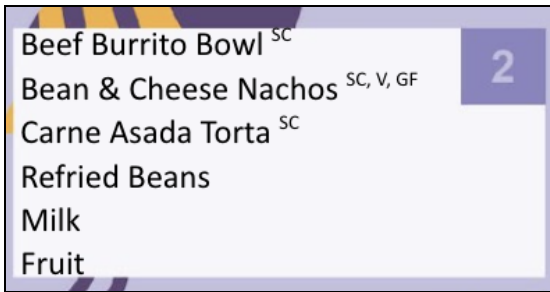 Beef Burrito Bowl SC
2
Bean & Cheese Nachos SC, V, GF
Carne Asada Torta SC
Refried Beans
Milk
Fruit